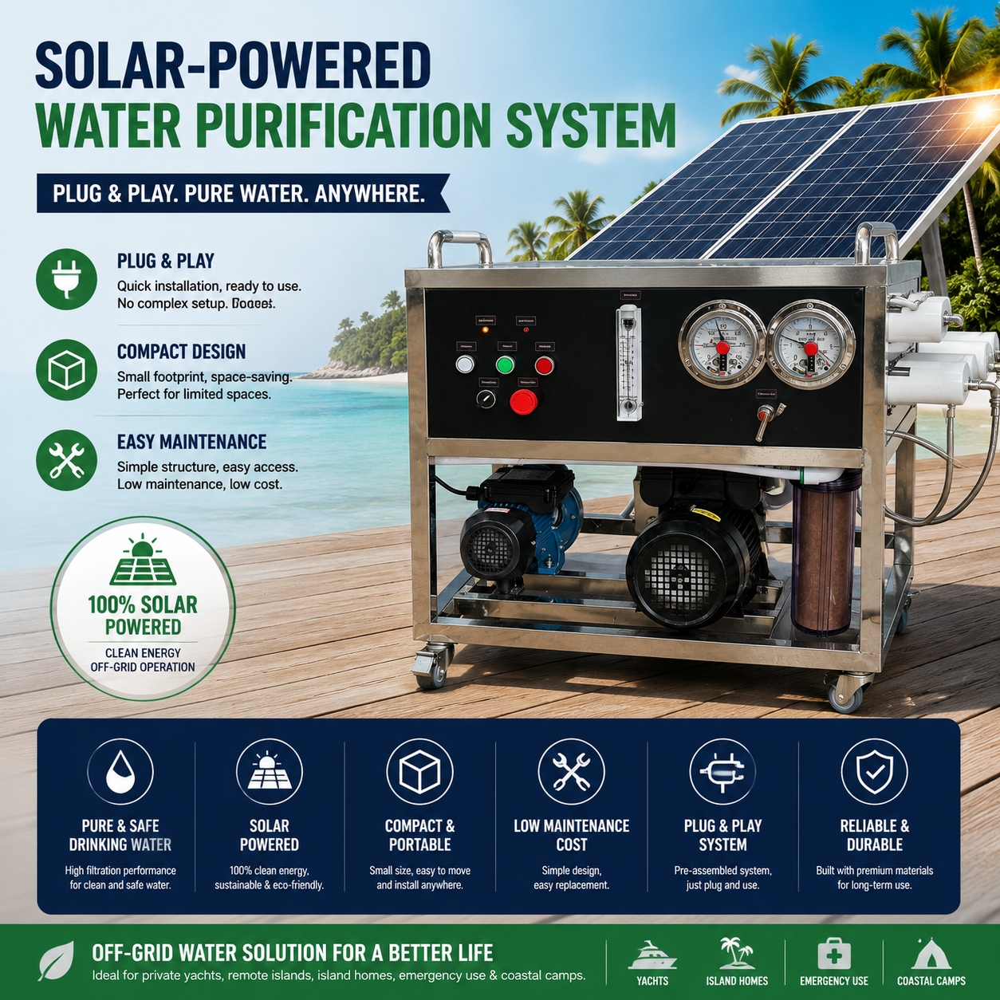 SOLAR-POWERED
WATER PURIFICATION SYSTEM
PLUG & PLAY. PURE WATER. ANYWHERE.
PLUG & PLAY
Quick installation, ready to use.
No complex setup.
COMPACT DESIGN
Small footprint, space-saving.
Perfect for limited spaces.
EASY MAINTENANCE
Simple structure, easy access.
Low maintenance, low cost.
100% SOLAR
POWERED
CLEAN ENERGY
OFF-GRID OPERATION
PURE & SAFE
DRINKING WATER
High filtration performance
for clean and safe water.
SOLAR
POWERED
100% clean energy,
sustainable & eco-friendly.
COMPACT &
PORTABLE
Small size, easy to move
and install anywhere.
LOW MAINTENANCE
COST
Simple design,
easy replacement.
PLUG & PLAY
SYSTEM
Pre-assembled system,
just plug and use.
RELIABLE &
DURABLE
Built with premium materials
for long-term use.
OFF-GRID WATER SOLUTION FOR A BETTER LIFE
Ideal for private yachts, remote islands, island homes, emergency use & coastal camps.
YACHTS
ISLAND HOMES
EMERGENCY USE
COASTAL CAMPS